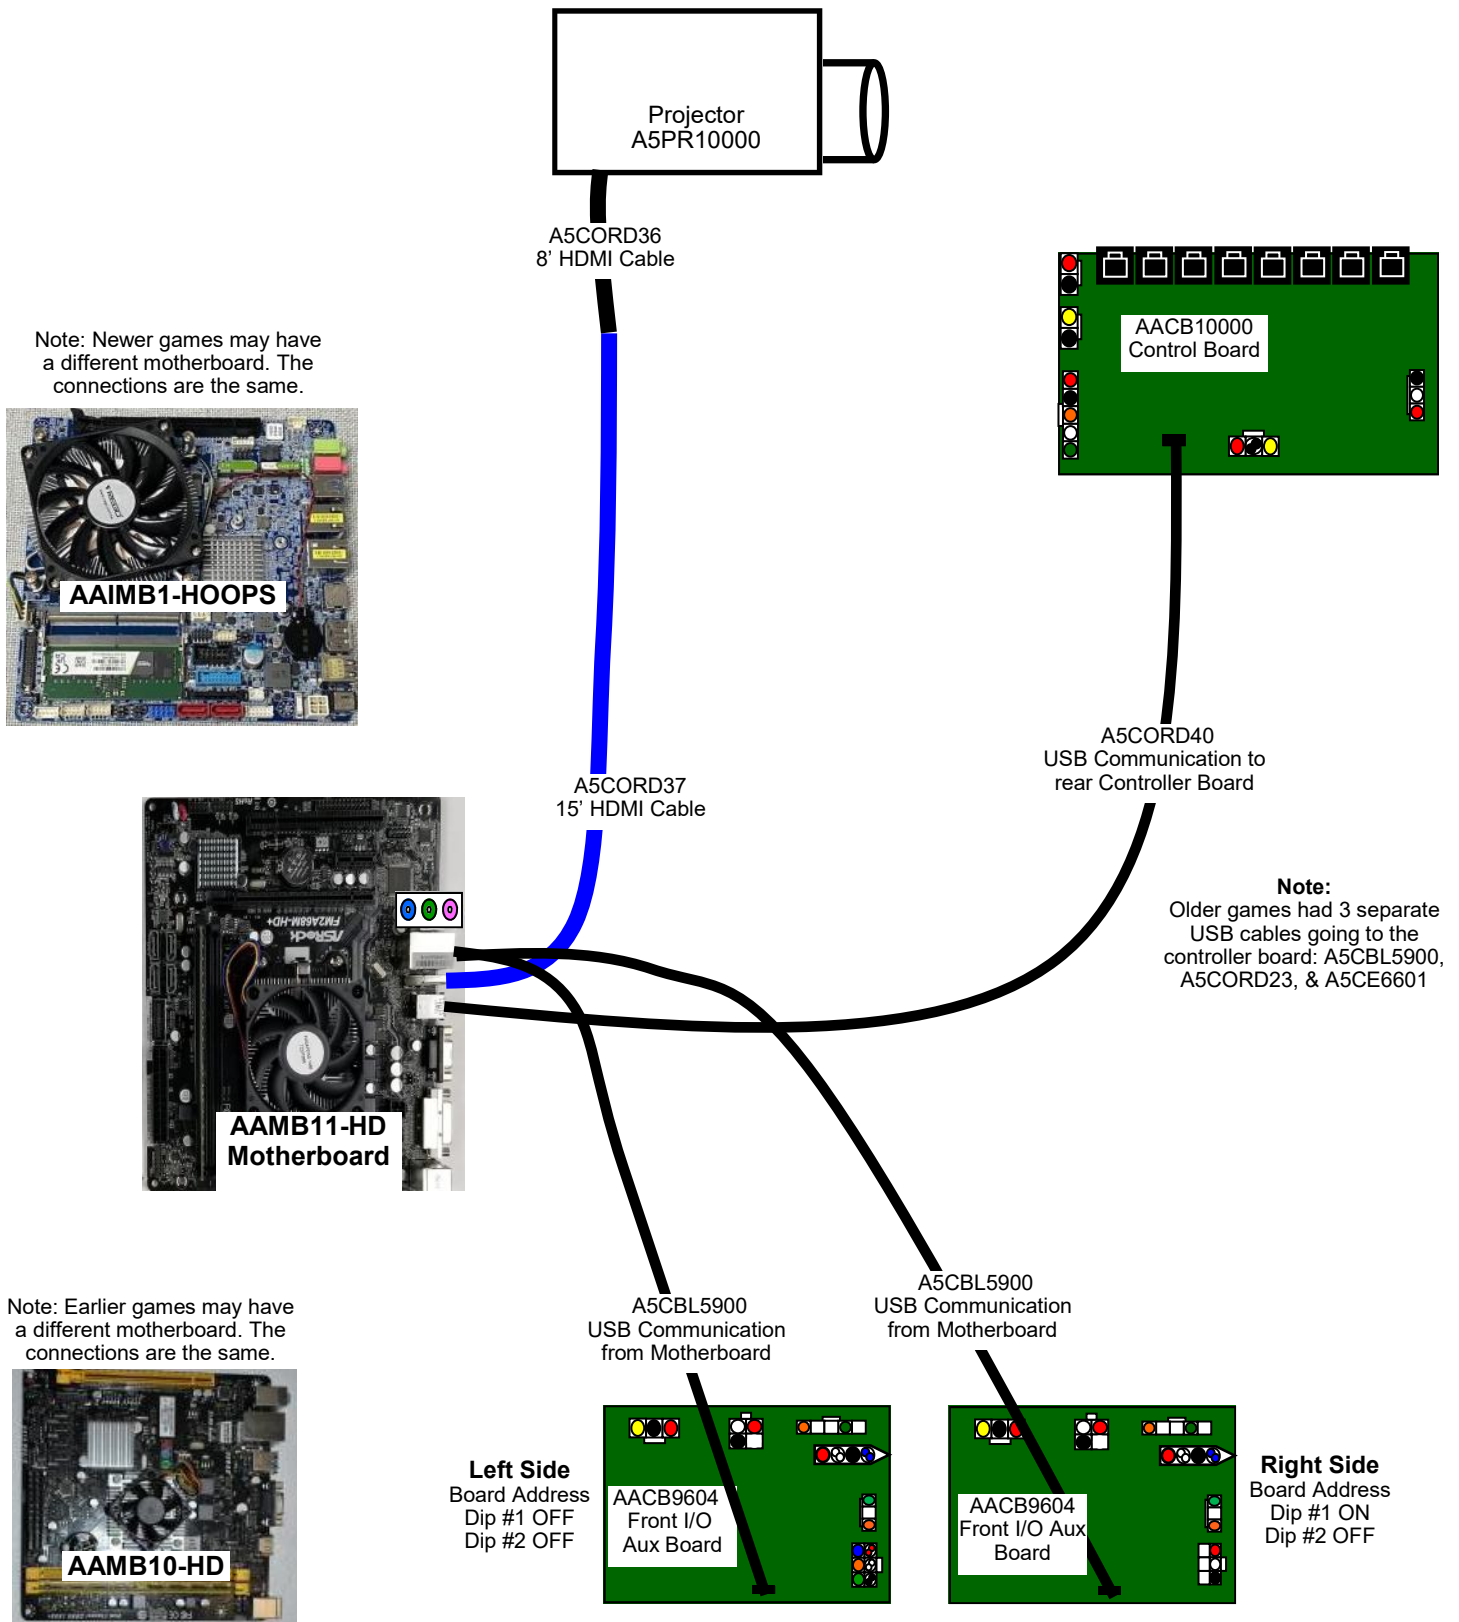 Projector
A5PR10000
A5CORD36
8’ HDMI Cable
AACB10000
Control Board
Note: Newer games may have
a different motherboard. The
connections are the same.
AAIMB1-HOOPS
A5CORD40
USB Communication to
rear Controller Board
A5CORD37
15’ HDMI Cable
Note:
Older games had 3 separate
USB cables going to the
controller board: A5CBL5900,
A5CORD23, & A5CE6601
ASRock
FM2A68M-HD+
AAMB11-HD
Motherboard
Note: Earlier games may have
a different motherboard. The
connections are the same.
AAMB10-HD
A5CBL5900
USB Communication
from Motherboard
A5CBL5900
USB Communication
from Motherboard
Left Side
Board Address
Dip #1 OFF
Dip #2 OFF
AACB9604
Front I/O
Aux Board
AACB9604
Front I/O Aux
Board
Right Side
Board Address
Dip #1 ON
Dip #2 OFF